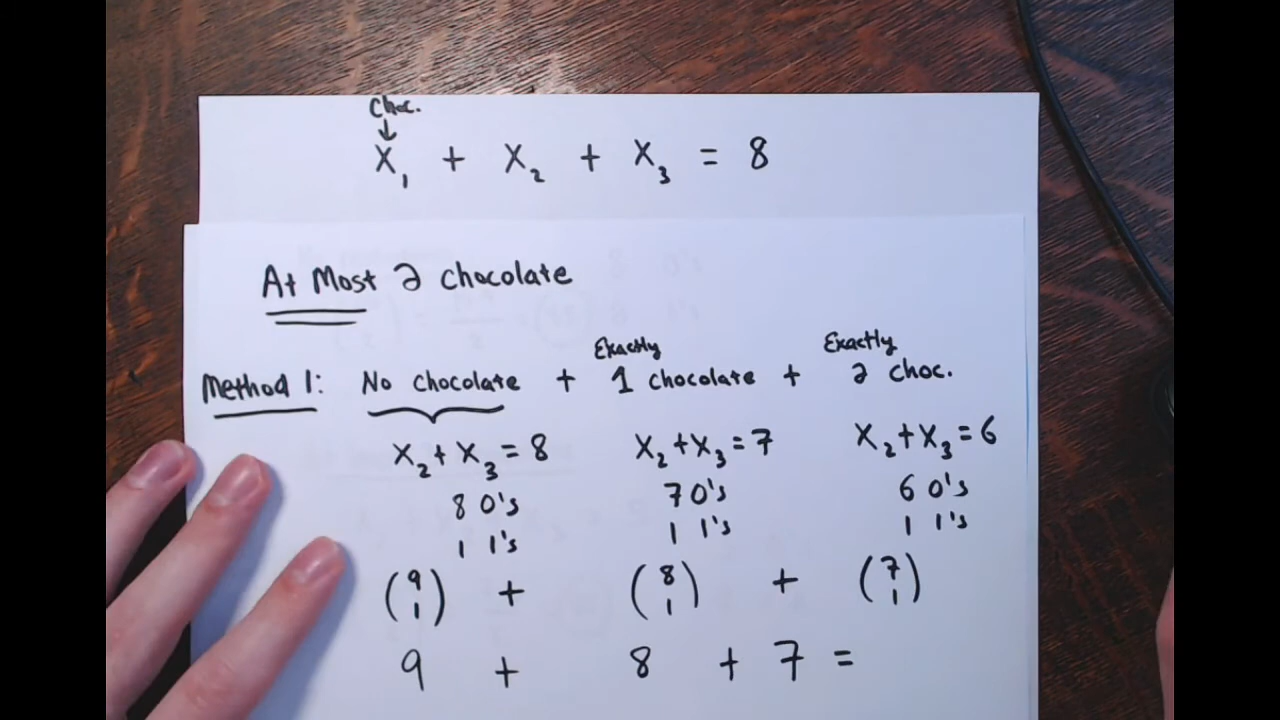 Choc.
↓
X₁ + X₂ + X₃ = 8
At Most 2 chocolate
Method 1: No chocolate + Exactly 1 chocolate + Exactly 2 choc.
X₂ + X₃ = 8 X₂+X₃ = 7 X₂+X₃ = 6
8 0's 7 0's 6 0's
1 1's 1 1's 1 1's
(9 1) + (8 1) + (7 1)
9 + 8 + 7 =